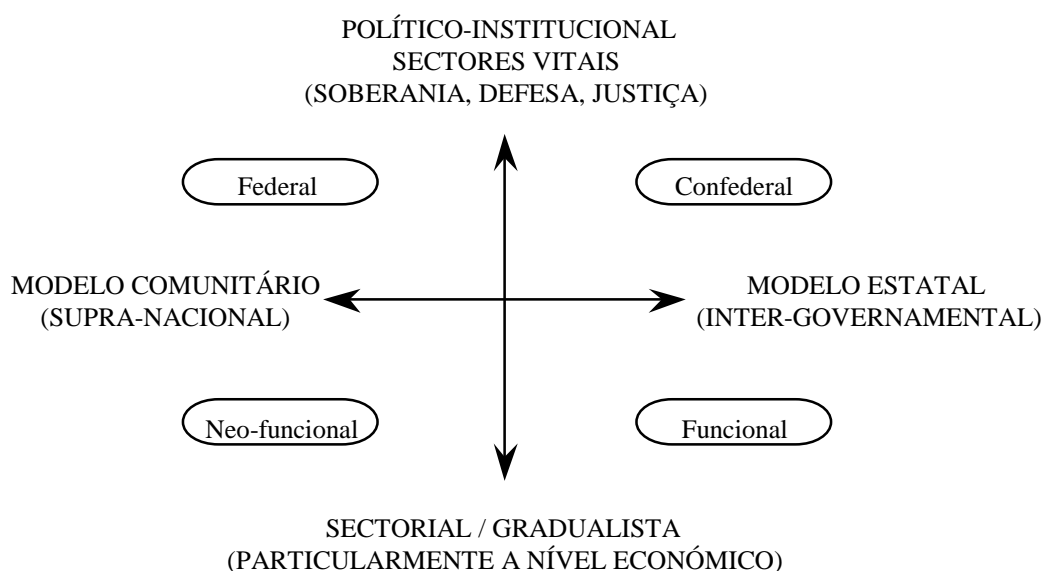 POLÍTICO-INSTITUCIONAL
SECTORES VITAIS
(SOBERANIA, DEFESA, JUSTIÇA)
Federal
Confederal
MODELO COMUNITÁRIO
(SUPRA-NACIONAL)
MODELO ESTATAL
(INTER-GOVERNAMENTAL)
Neo-funcional
Funcional
SECTORIAL / GRADUALISTA
(PARTICULARMENTE A NÍVEL ECONÓMICO)